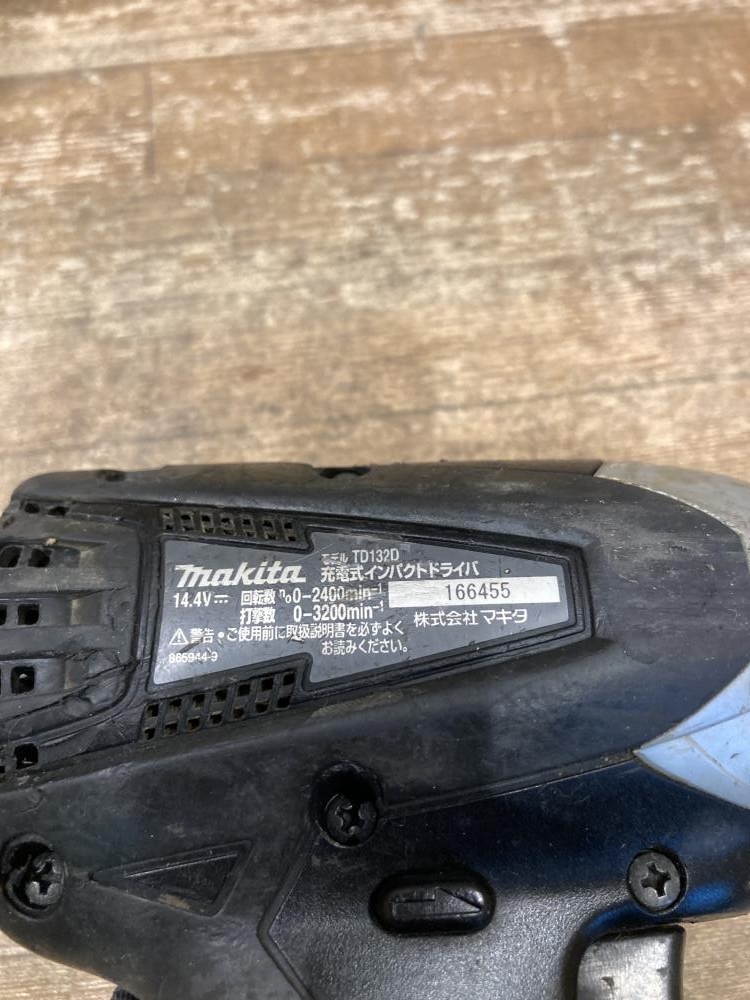 makita モデル TD132D
充電式インパクトドライバ
14.4V⎓ 回転数 n0 0-2400min-1 166455
打撃数 0-3200min-1 株式会社 マキタ
⚠警告 • ご使用前に取扱説明書を必ずよく
お読みください。
865944-9